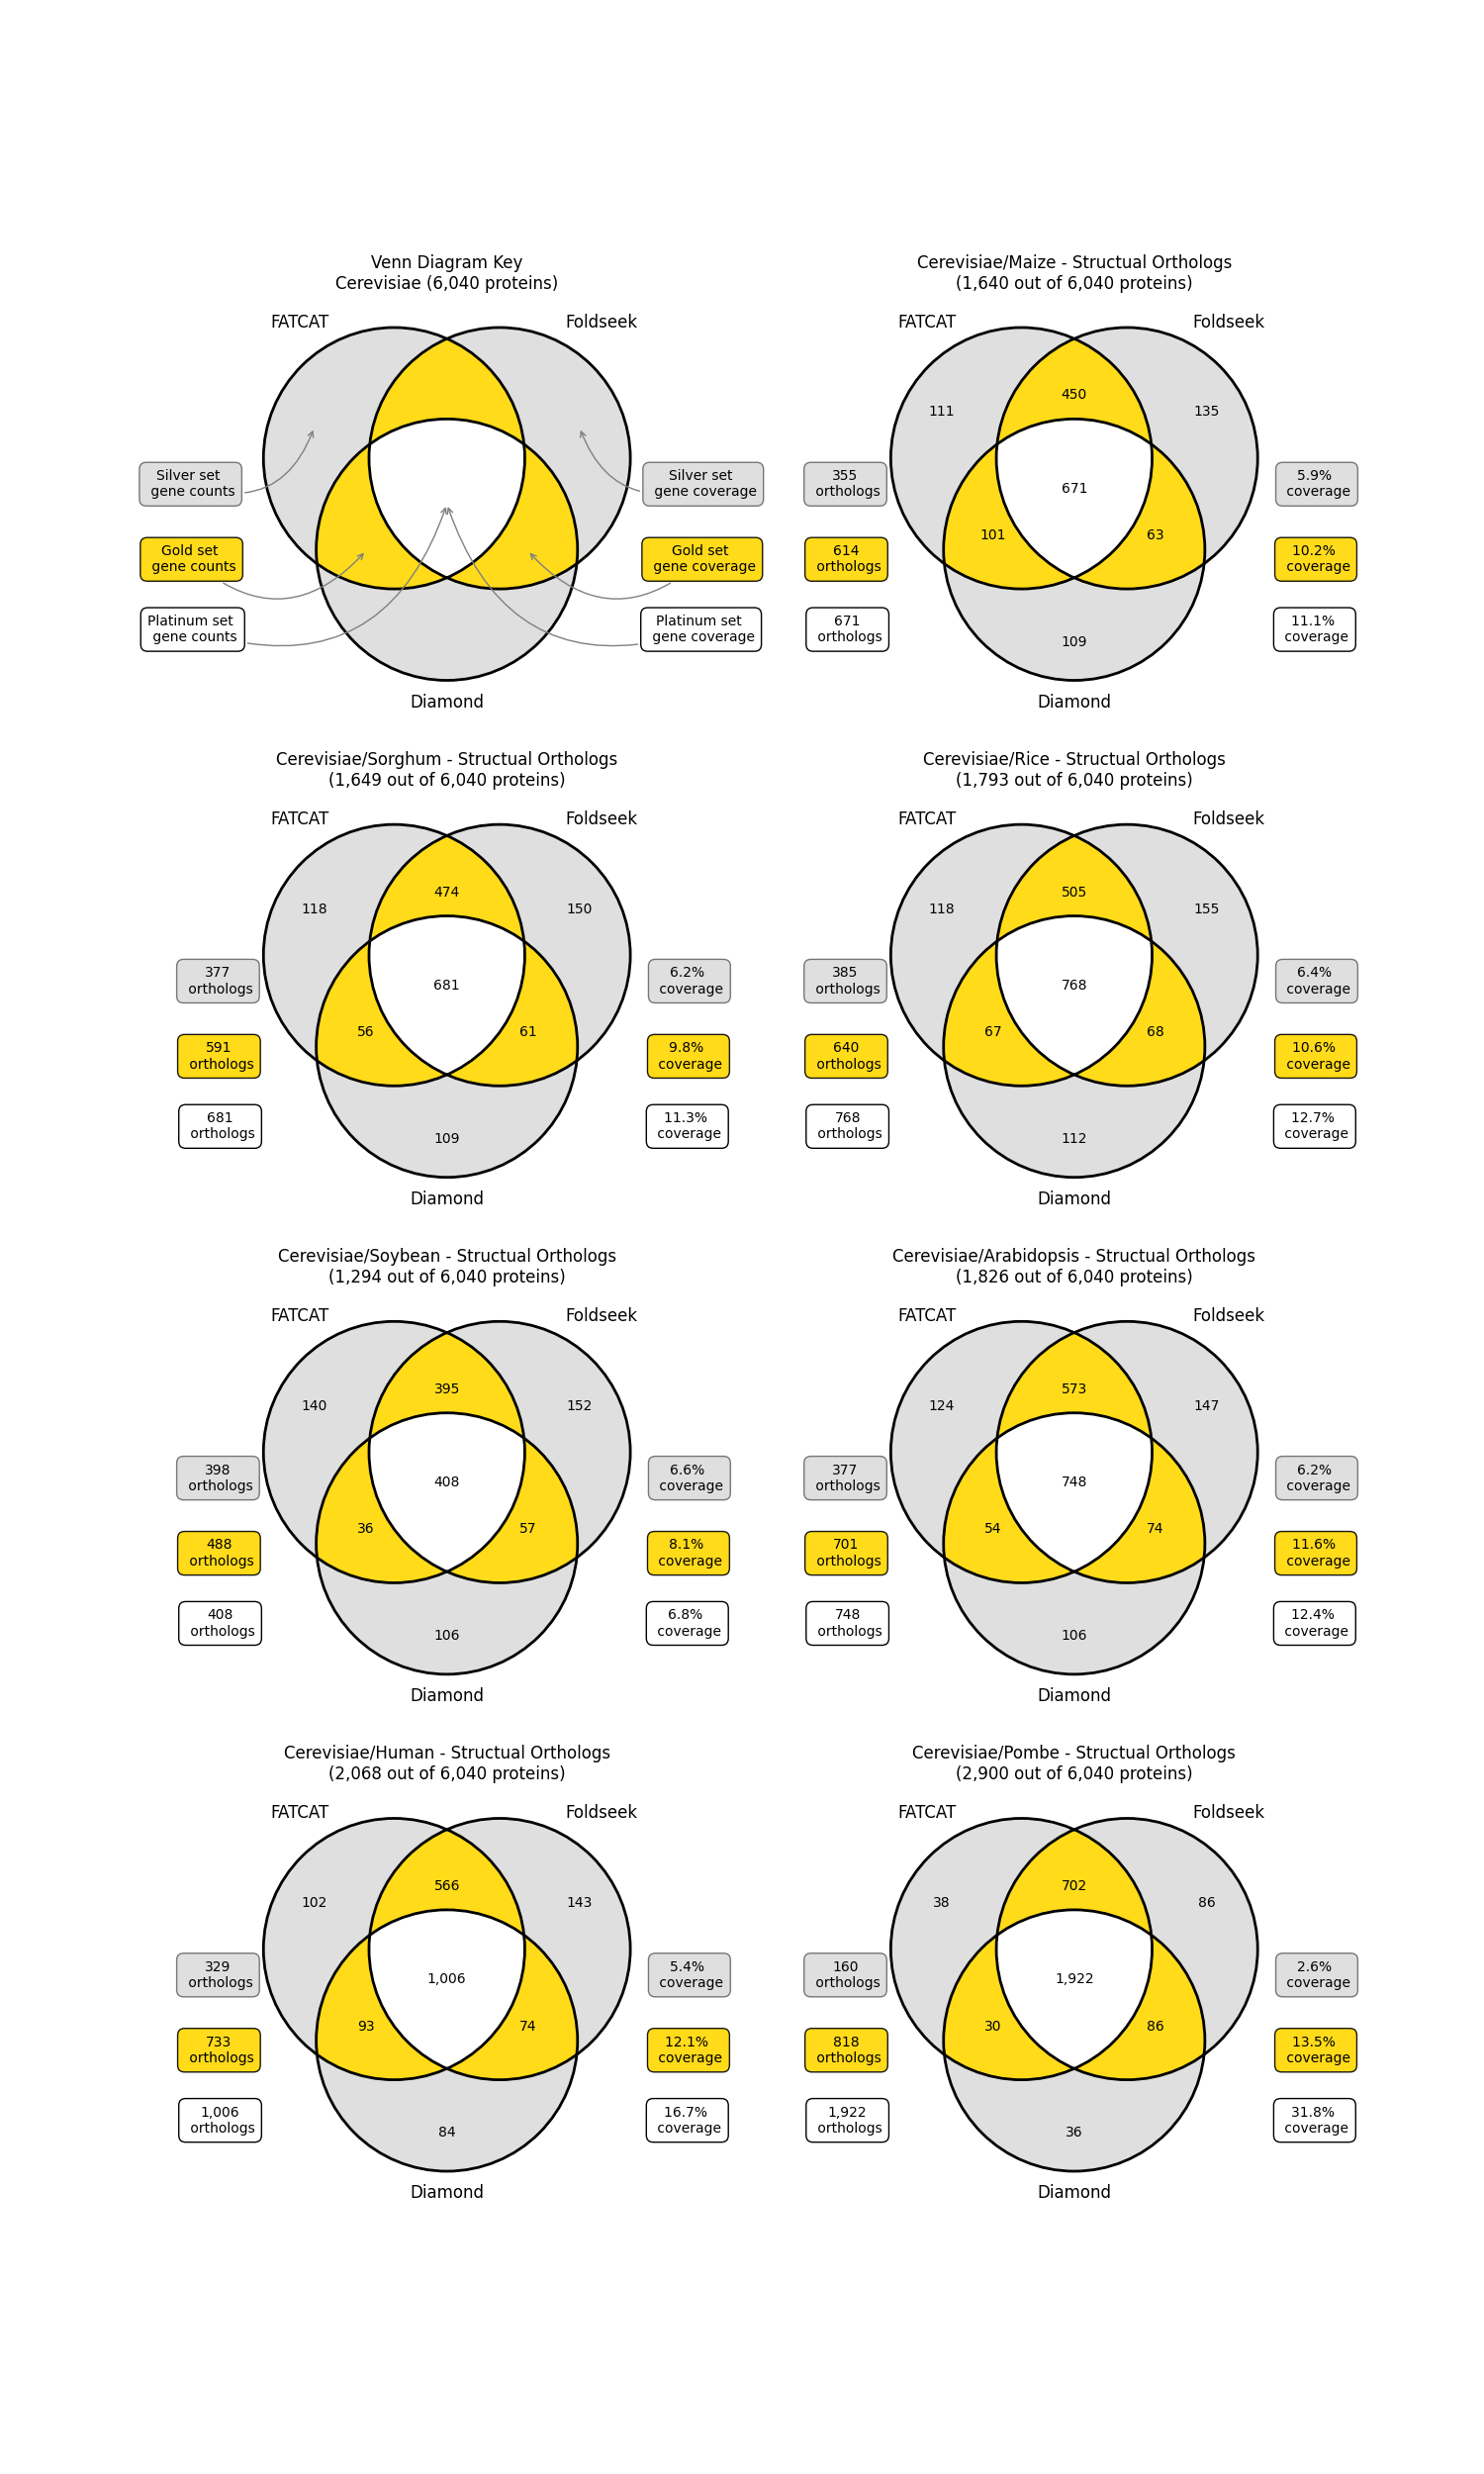 Venn Diagram Key
Cerevisiae (6,040 proteins)
FATCAT
Foldseek
Silver set
gene counts
Silver set
gene coverage
Gold set
gene counts
Gold set
gene coverage
Platinum set
gene counts
Platinum set
gene coverage
Diamond
Cerevisiae/Maize - Structual Orthologs
(1,640 out of 6,040 proteins)
FATCAT
Foldseek
450
111
135
355
orthologs
5.9%
coverage
671
101
63
614
orthologs
10.2%
coverage
671
orthologs
11.1%
coverage
109
Diamond
Cerevisiae/Sorghum - Structual Orthologs
(1,649 out of 6,040 proteins)
FATCAT
Foldseek
474
118
150
377
orthologs
6.2%
coverage
681
56
61
591
orthologs
9.8%
coverage
681
orthologs
11.3%
coverage
109
Diamond
Cerevisiae/Rice - Structual Orthologs
(1,793 out of 6,040 proteins)
FATCAT
Foldseek
505
118
155
385
orthologs
6.4%
coverage
768
67
68
640
orthologs
10.6%
coverage
768
orthologs
12.7%
coverage
112
Diamond
Cerevisiae/Soybean - Structual Orthologs
(1,294 out of 6,040 proteins)
FATCAT
Foldseek
395
140
152
398
orthologs
6.6%
coverage
408
36
57
488
orthologs
8.1%
coverage
408
orthologs
6.8%
coverage
106
Diamond
Cerevisiae/Arabidopsis - Structual Orthologs
(1,826 out of 6,040 proteins)
FATCAT
Foldseek
573
124
147
377
orthologs
6.2%
coverage
748
54
74
701
orthologs
11.6%
coverage
748
orthologs
12.4%
coverage
106
Diamond
Cerevisiae/Human - Structual Orthologs
(2,068 out of 6,040 proteins)
FATCAT
Foldseek
566
102
143
329
orthologs
5.4%
coverage
1,006
93
74
733
orthologs
12.1%
coverage
1,006
orthologs
16.7%
coverage
84
Diamond
Cerevisiae/Pombe - Structual Orthologs
(2,900 out of 6,040 proteins)
FATCAT
Foldseek
702
38
86
160
orthologs
2.6%
coverage
1,922
30
86
818
orthologs
13.5%
coverage
1,922
orthologs
31.8%
coverage
36
Diamond